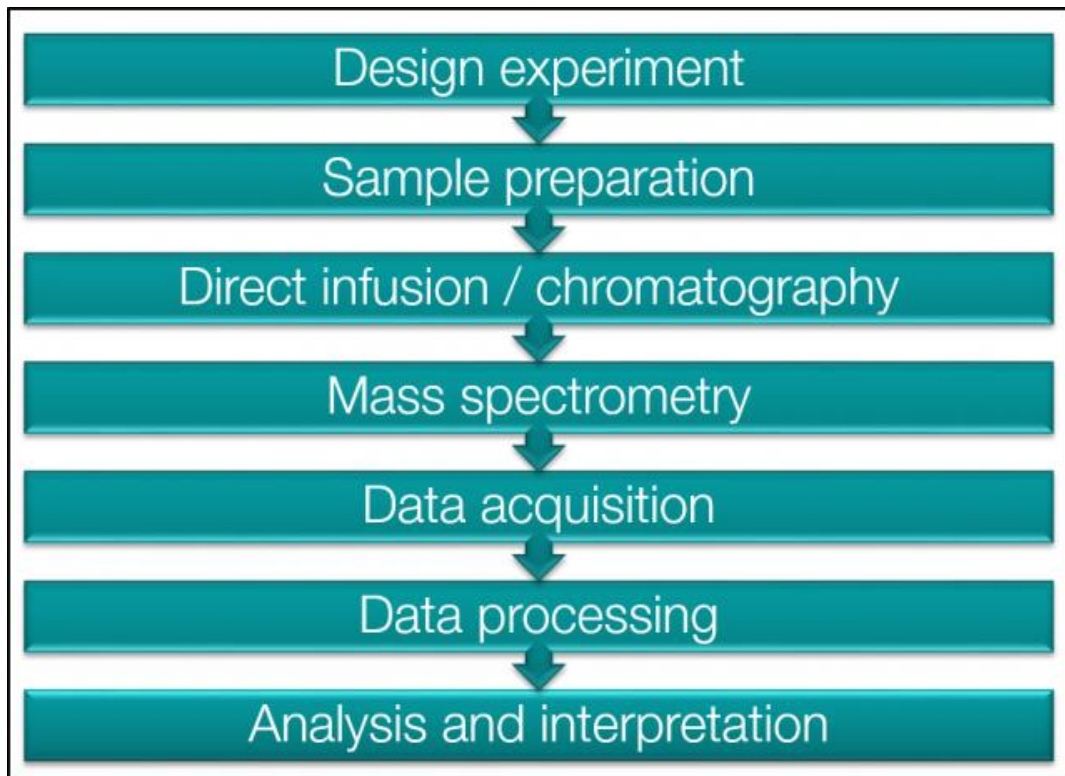 Design experiment
Sample preparation
Direct infusion / chromatography
Mass spectrometry
Data acquisition
Data processing
Analysis and interpretation